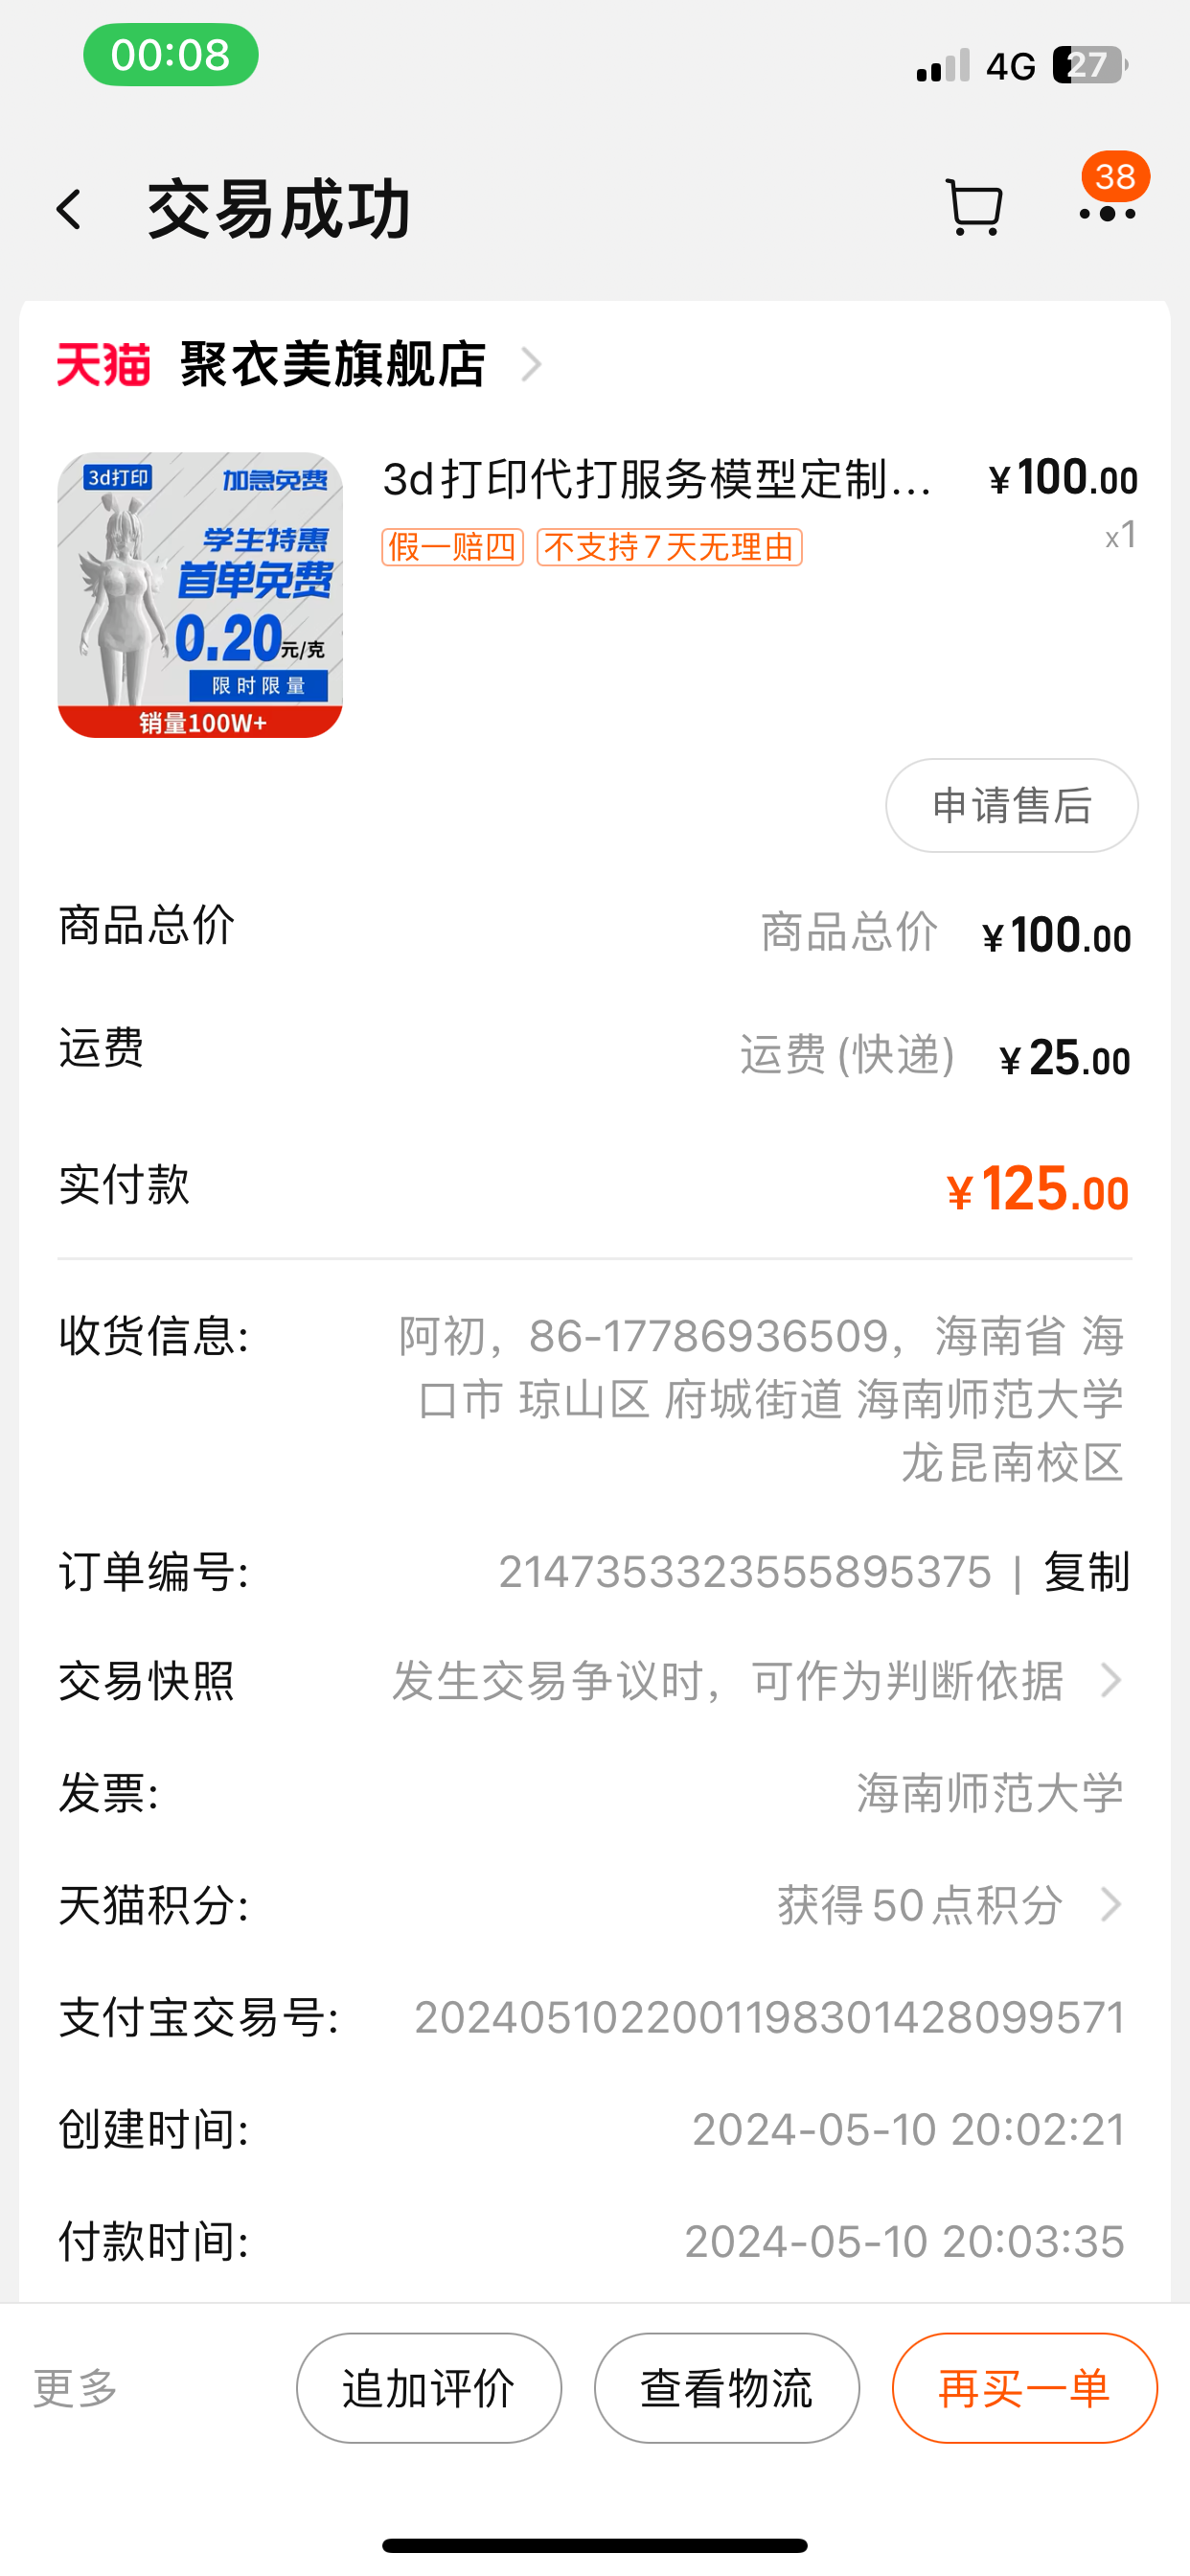 00:08
4G 27
交易成功
38
天猫 聚衣美旗舰店
3d打印
加急免费
学生特惠
首单免费
0.20元/克
限时限量
销量100W+
3d打印代打服务模型定制... ¥100.00
假一赔四 不支持7天无理由 x1
申请售后
商品总价 商品总价 ¥100.00
运费 运费(快递) ¥25.00
实付款 ¥125.00
收货信息: 阿初，86-17786936509，海南省 海
口市 琼山区 府城街道 海南师范大学
龙昆南校区
订单编号: 2147353323555895375 | 复制
交易快照 发生交易争议时，可作为判断依据
发票: 海南师范大学
天猫积分: 获得50点积分
支付宝交易号: 2024051022001198301428099571
创建时间: 2024-05-10 20:02:21
付款时间: 2024-05-10 20:03:35
更多 追加评价 查看物流 再买一单